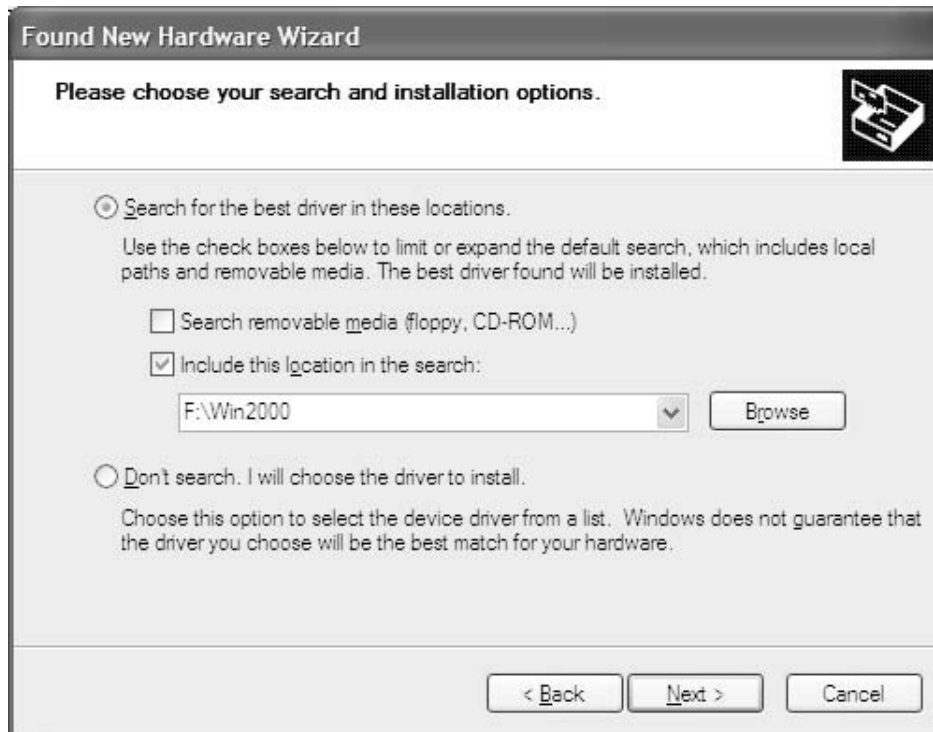 Found New Hardware Wizard
Please choose your search and installation options.
Search for the best driver in these locations.
Use the check boxes below to limit or expand the default search, which includes local
paths and removable media. The best driver found will be installed.
Search removable media (floppy, CD-ROM...)
Include this location in the search:
F:\Win2000
Browse
Don't search. I will choose the driver to install.
Choose this option to select the device driver from a list. Windows does not guarantee that
the driver you choose will be the best match for your hardware.
< Back
Next >
Cancel